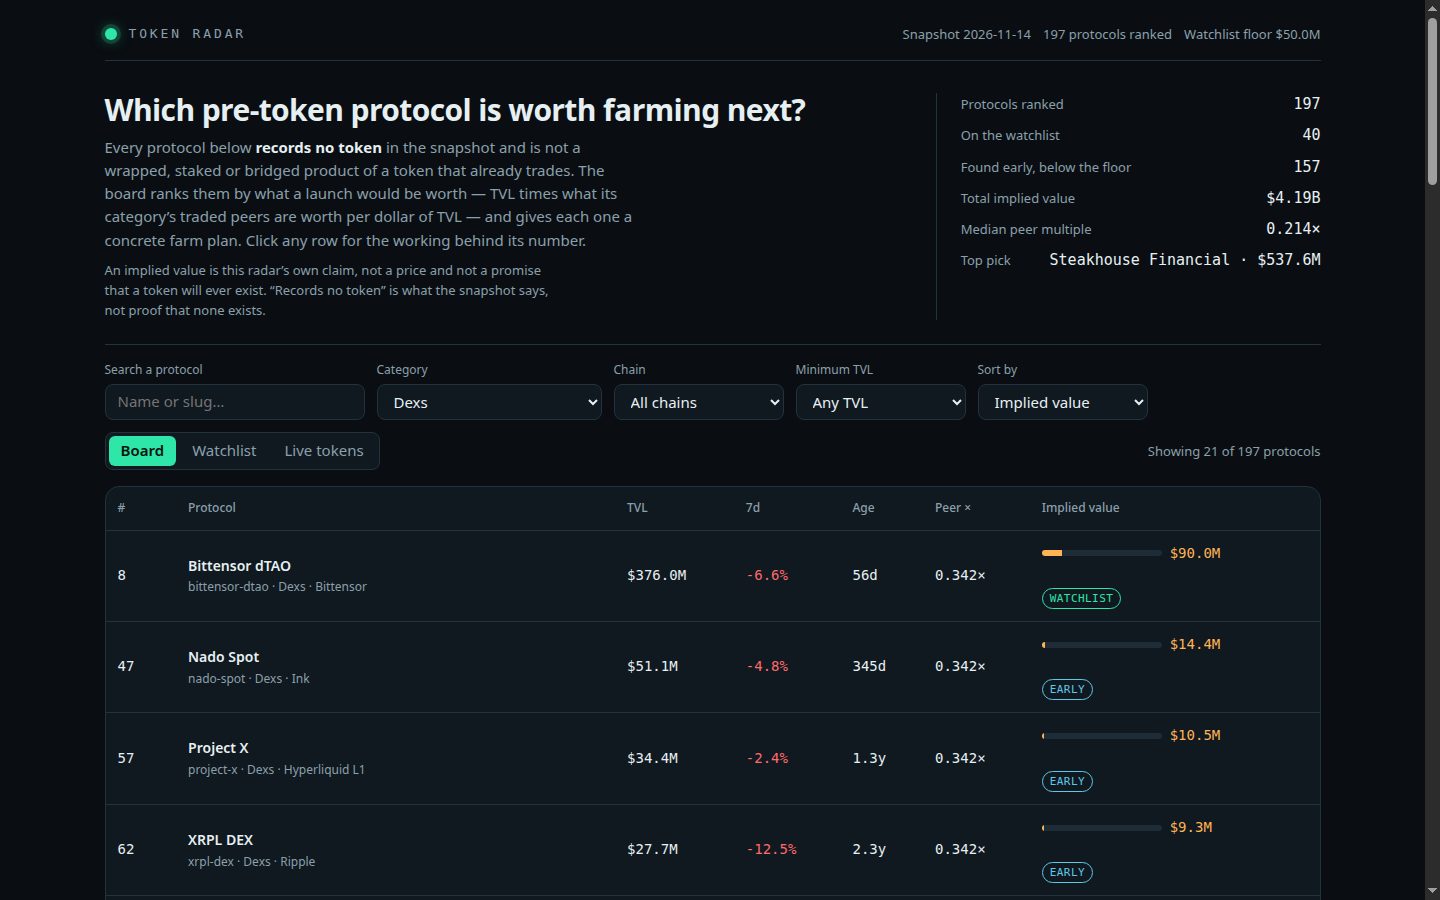 TOKEN RADAR
Snapshot 2026-11-14 197 protocols ranked Watchlist floor $50.0M
Which pre-token protocol is worth farming next?
Every protocol below records no token in the snapshot and is not a
wrapped, staked or bridged product of a token that already trades. The
board ranks them by what a launch would be worth — TVL times what its
category’s traded peers are worth per dollar of TVL — and gives each one a
concrete farm plan. Click any row for the working behind its number.
An implied value is this radar’s own claim, not a price and not a promise
that a token will ever exist. “Records no token” is what the snapshot says,
not proof that none exists.
Protocols ranked 197
On the watchlist 40
Found early, below the floor 157
Total implied value $4.19B
Median peer multiple 0.214×
Top pick Steakhouse Financial · $537.6M
Search a protocol Category Chain Minimum TVL Sort by
Name or slug... Dexs All chains Any TVL Implied value
Board Watchlist Live tokens Showing 21 of 197 protocols
# Protocol TVL 7d Age Peer × Implied value
8 Bittensor dTAO $376.0M -6.6% 56d 0.342× $90.0M
bittensor-dtao · Dexs · Bittensor WATCHLIST
47 Nado Spot $51.1M -4.8% 345d 0.342× $14.4M
nado-spot · Dexs · Ink EARLY
57 Project X $34.4M -2.4% 1.3y 0.342× $10.5M
project-x · Dexs · Hyperliquid L1 EARLY
62 XRPL DEX $27.7M -12.5% 2.3y 0.342× $9.3M
xrpl-dex · Dexs · Ripple EARLY